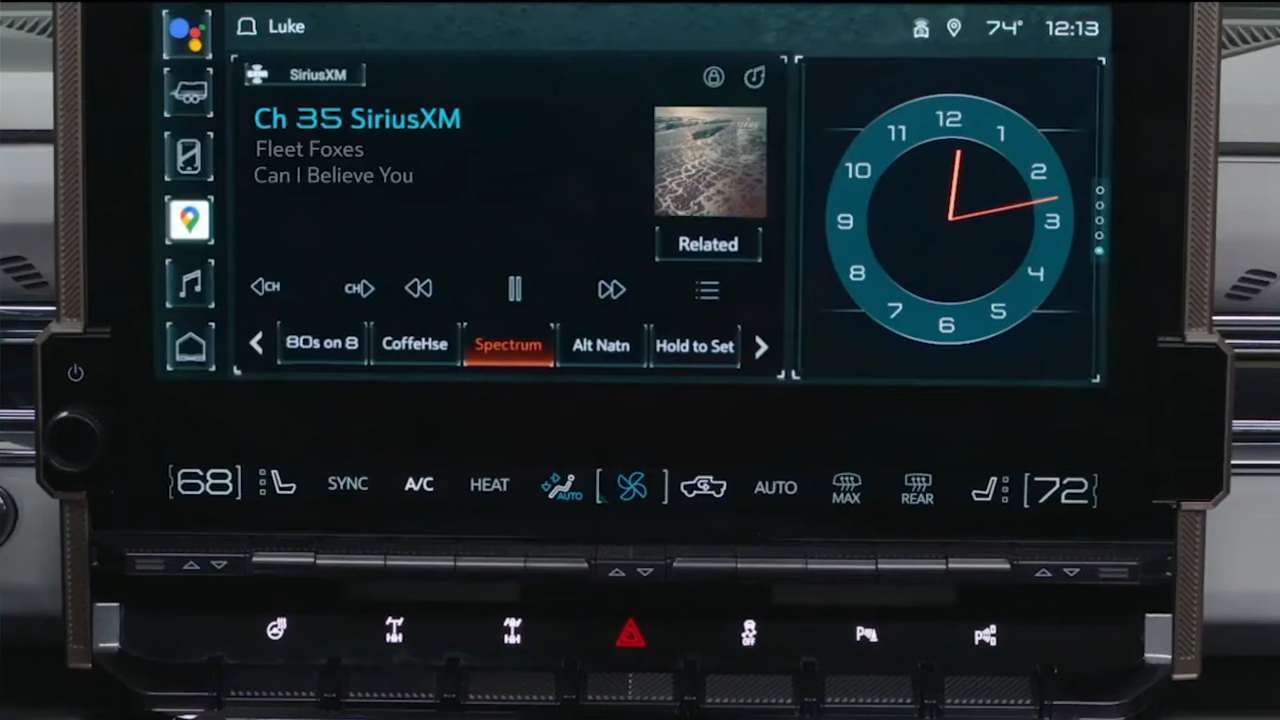 Luke
74° 12:13
SiriusXM
Ch 35 SiriusXM
Fleet Foxes
Can I Believe You
Related
CH
CH
80s on 8
CoffeHse
Spectrum
Alt Natn
Hold to Set
12
1
2
3
4
5
6
7
8
9
10
11
68
SYNC
A/C
HEAT
AUTO
AUTO
MAX
REAR
72
OFF